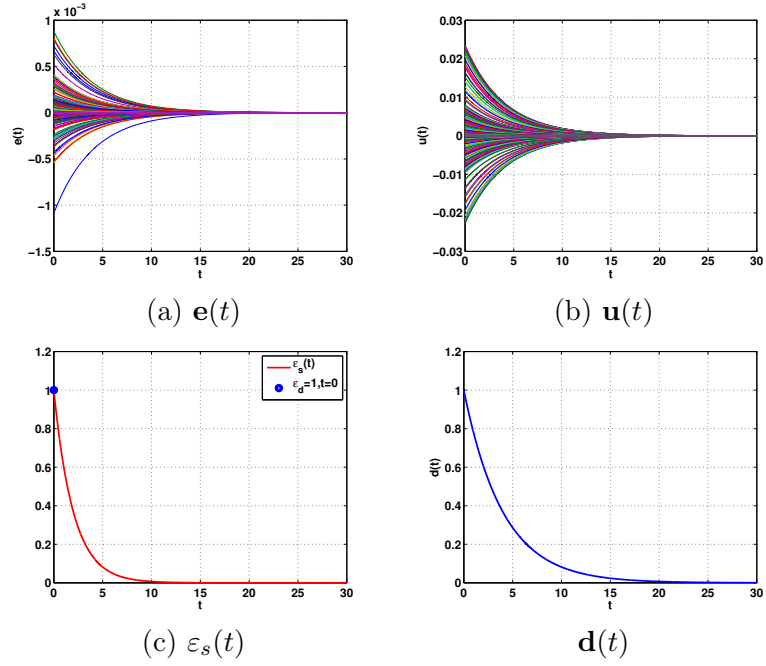 x 10⁻³
1
0.5
0
−0.5
−1
−1.5
e(t)
0 5 10 15 20 25 30
t
(a) e(t)
0.03
0.02
0.01
0
−0.01
−0.02
−0.03
u(t)
0 5 10 15 20 25 30
t
(b) u(t)
1.2
1
0.8
0.6
0.4
0.2
0
ε_s(t)
ε_d=1,t=0
0 5 10 15 20 25 30
t
(c) ε_s(t)
1.2
1
0.8
0.6
0.4
0.2
0
d(t)
0 5 10 15 20 25 30
t
d(t)